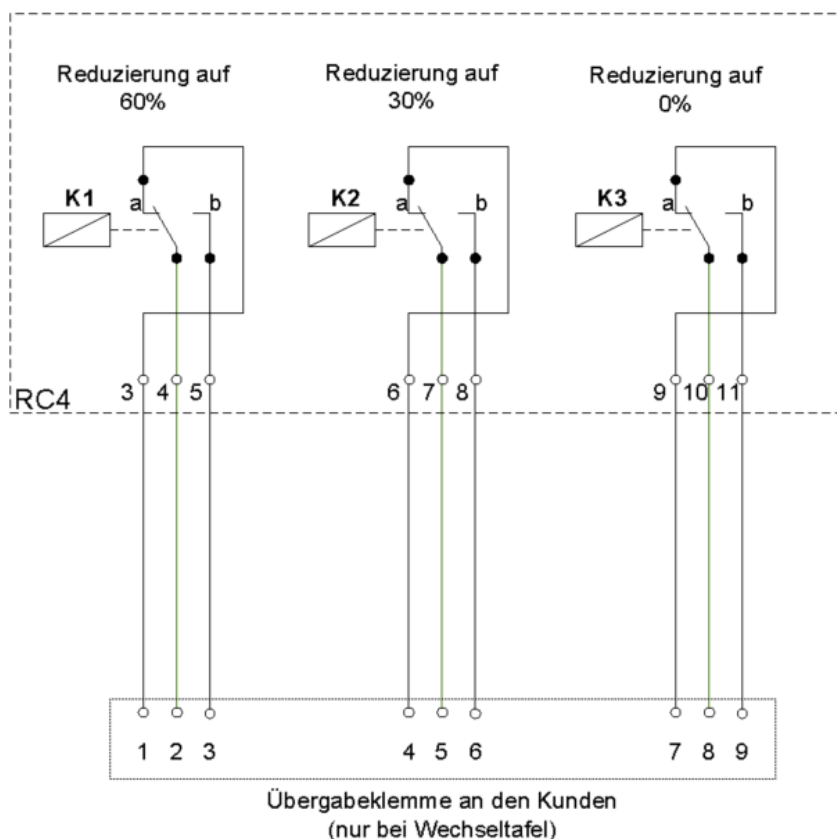 Reduzierung auf
60%
Reduzierung auf
30%
Reduzierung auf
0%
K1 a b
K2 a b
K3 a b
3 4 5 6 7 8 9 10 11
RC4
1 2 3 4 5 6 7 8 9
Übergabeklemme an den Kunden
(nur bei Wechseltafel)